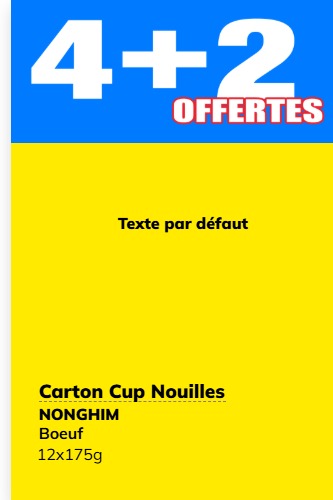 4+2
OFFERTES
Texte par défaut
Carton Cup Nouilles
NONGHIM
Boeuf
12x175g